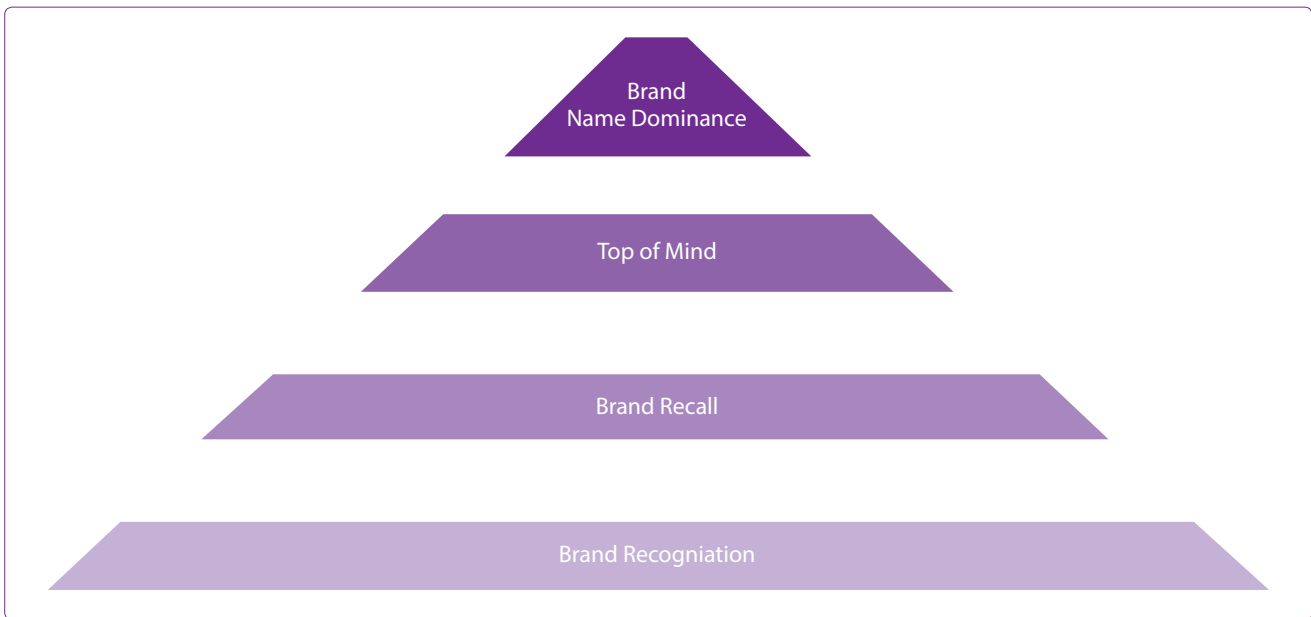 Brand
Name Dominance
Top of Mind
Brand Recall
Brand Recogniation